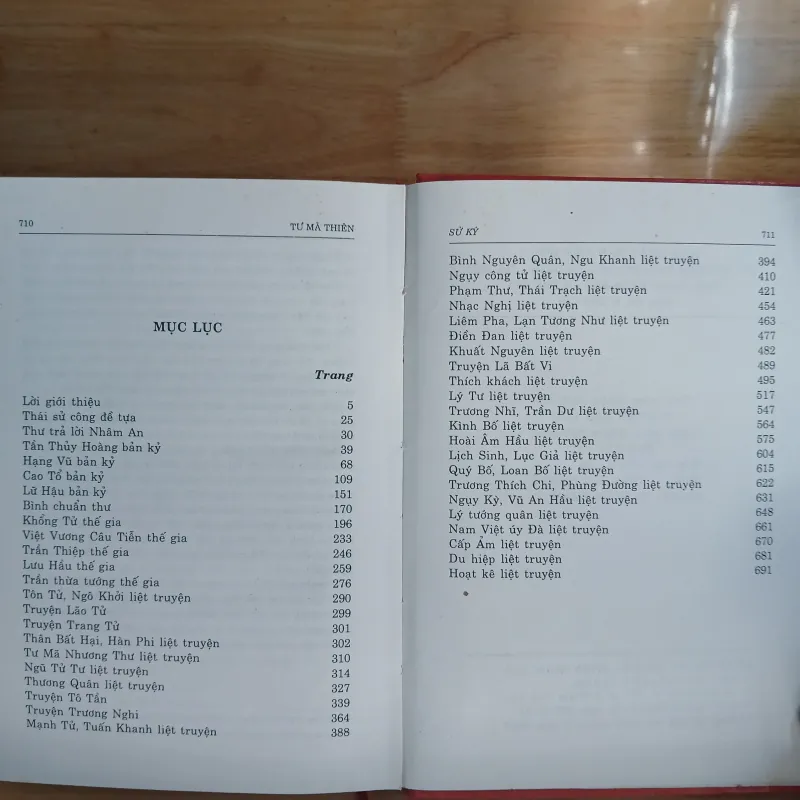 710
TƯ MÃ THIÊN
MỤC LỤC
Trang
Lời giới thiệu 5
Thái sử công đề tựa 25
Thư trả lời Nhâm An 30
Tần Thủy Hoàng bản kỷ 39
Hạng Vũ bản kỷ 68
Cao Tổ bản kỷ 109
Lữ Hậu bản kỷ 151
Bình chuẩn thư 170
Khổng Tử thế gia 196
Việt Vương Câu Tiễn thế gia 233
Trần Thiệp thế gia 246
Lưu Hầu thế gia 259
Trần thừa tướng thế gia 276
Tôn Tử, Ngô Khởi liệt truyện 290
Truyện Lão Tử 299
Truyện Trang Tử 301
Thân Bất Hại, Hàn Phi liệt truyện 302
Tư Mã Nhương Thư liệt truyện 310
Ngũ Tử Tư liệt truyện 314
Thương Quân liệt truyện 327
Truyện Tô Tần 339
Truyện Trương Nghi 364
Mạnh Tử, Tuấn Khanh liệt truyện 388
SỬ KÝ
711
Bình Nguyên Quân, Ngu Khanh liệt truyện 394
Ngụy công tử liệt truyện 410
Phạm Thư, Thái Trạch liệt truyện 421
Nhạc Nghị liệt truyện 454
Liêm Pha, Lạn Tương Như liệt truyện 463
Điền Đan liệt truyện 477
Khuất Nguyên liệt truyện 482
Truyện Lã Bất Vi 489
Thích khách liệt truyện 495
Lý Tư liệt truyện 517
Trương Nhĩ, Trần Dư liệt truyện 547
Kình Bố liệt truyện 564
Hoài Âm Hầu liệt truyện 575
Lịch Sinh, Lục Giả liệt truyện 604
Quý Bố, Loan Bố liệt truyện 615
Trương Thích Chi, Phùng Đường liệt truyện 622
Ngụy Kỳ, Vũ An Hầu liệt truyện 631
Lý tướng quân liệt truyện 648
Nam Việt úy Đà liệt truyện 661
Cấp Ảm liệt truyện 670
Du hiệp liệt truyện 681
Hoạt kê liệt truyện 691